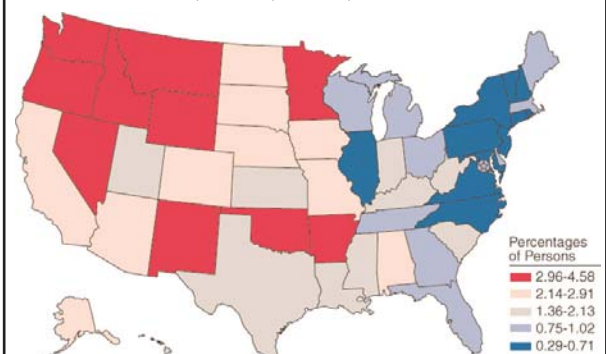 Percentages
of Persons
2.96-4.58
2.14-2.91
1.36-2.13
0.75-1.02
0.29-0.71